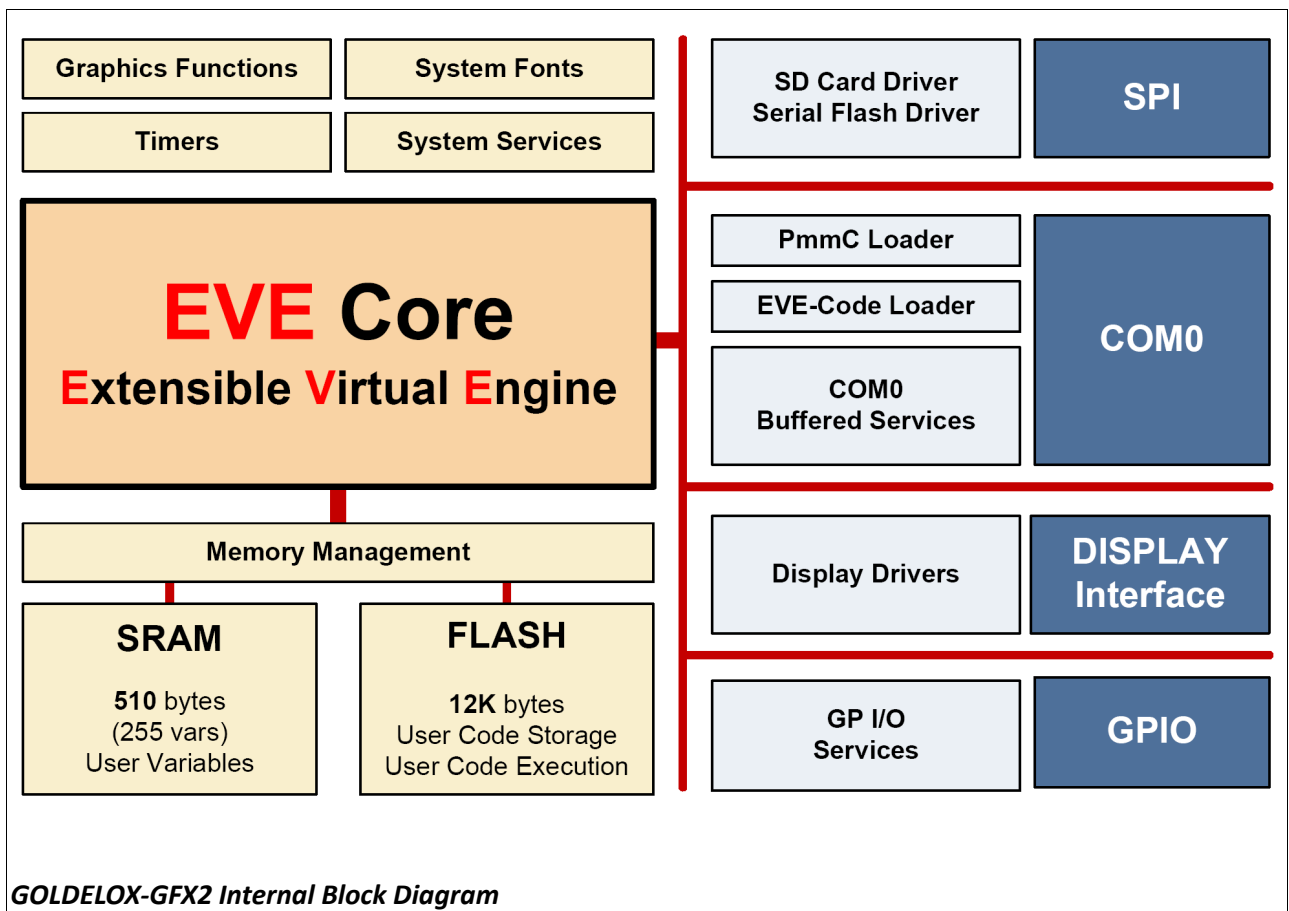 Graphics Functions
System Fonts
Timers
System Services
EVE Core
Extensible Virtual Engine
Memory Management
SRAM
510 bytes
(255 vars)
User Variables
FLASH
12K bytes
User Code Storage
User Code Execution
SD Card Driver
Serial Flash Driver
SPI
PmmC Loader
EVE-Code Loader
COM0
Buffered Services
COM0
Display Drivers
DISPLAY
Interface
GP I/O
Services
GPIO
GOLDELOX-GFX2 Internal Block Diagram